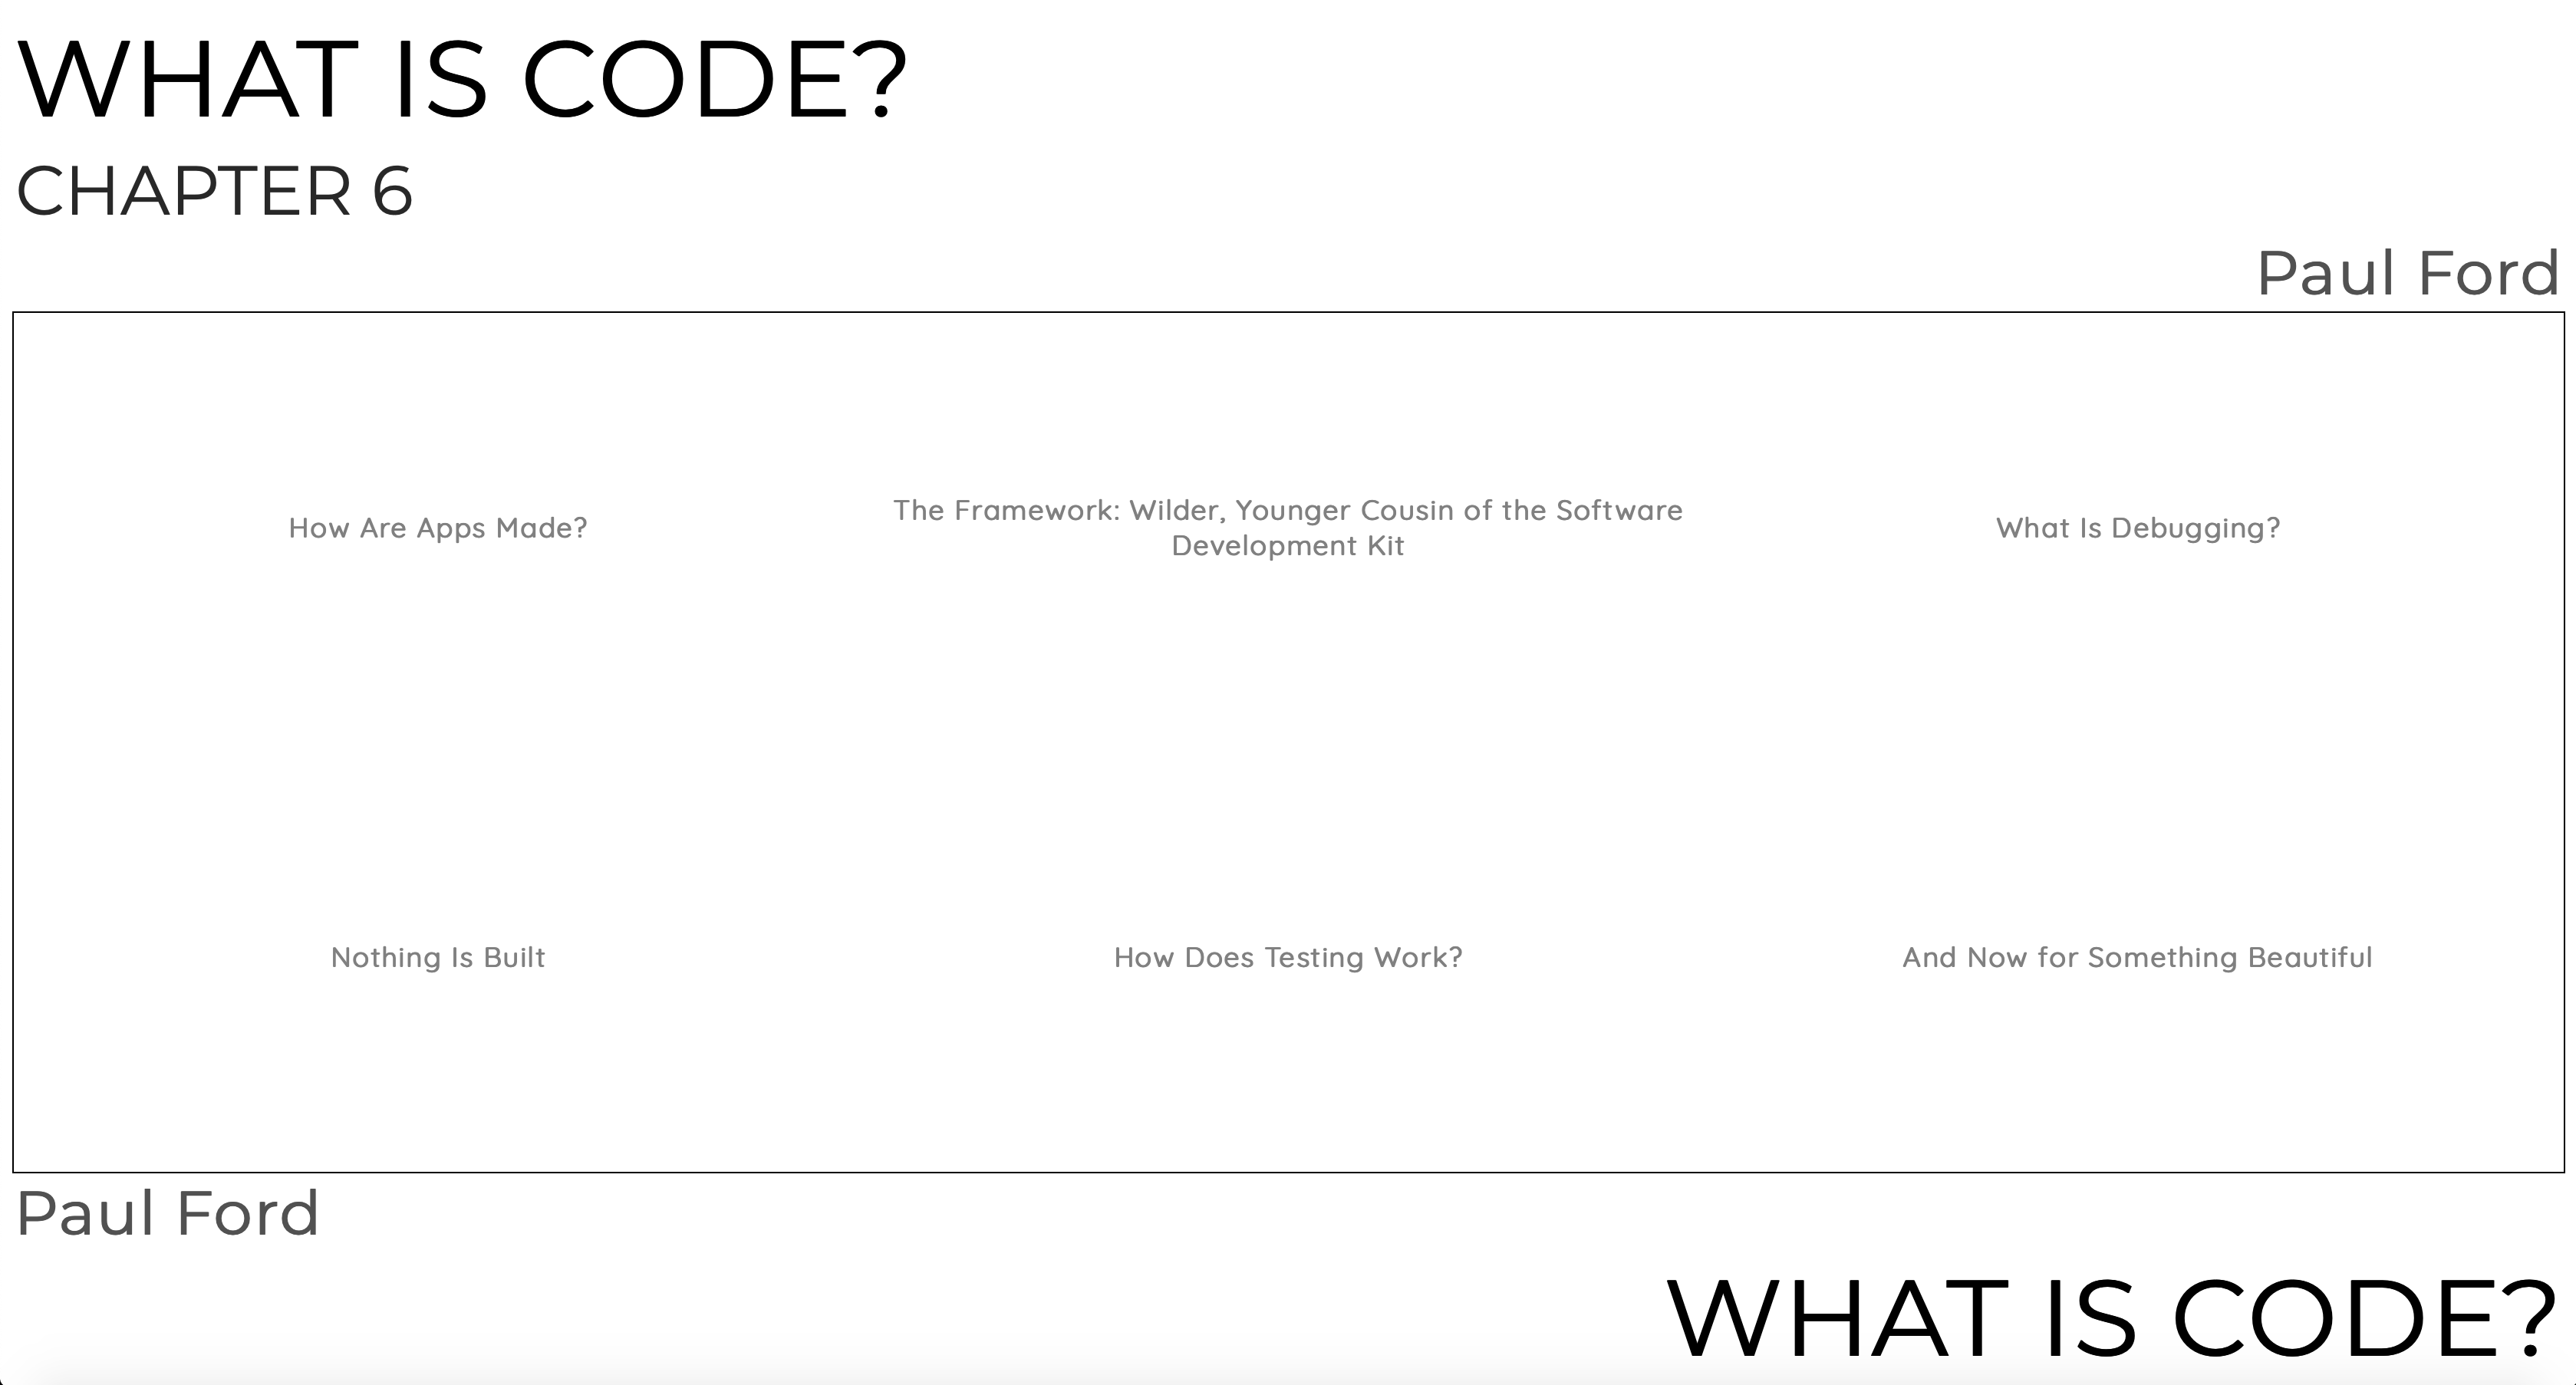 WHAT IS CODE?
CHAPTER 6
Paul Ford
How Are Apps Made?
The Framework: Wilder, Younger Cousin of the Software
Development Kit
What Is Debugging?
Nothing Is Built
How Does Testing Work?
And Now for Something Beautiful
Paul Ford
WHAT IS CODE?